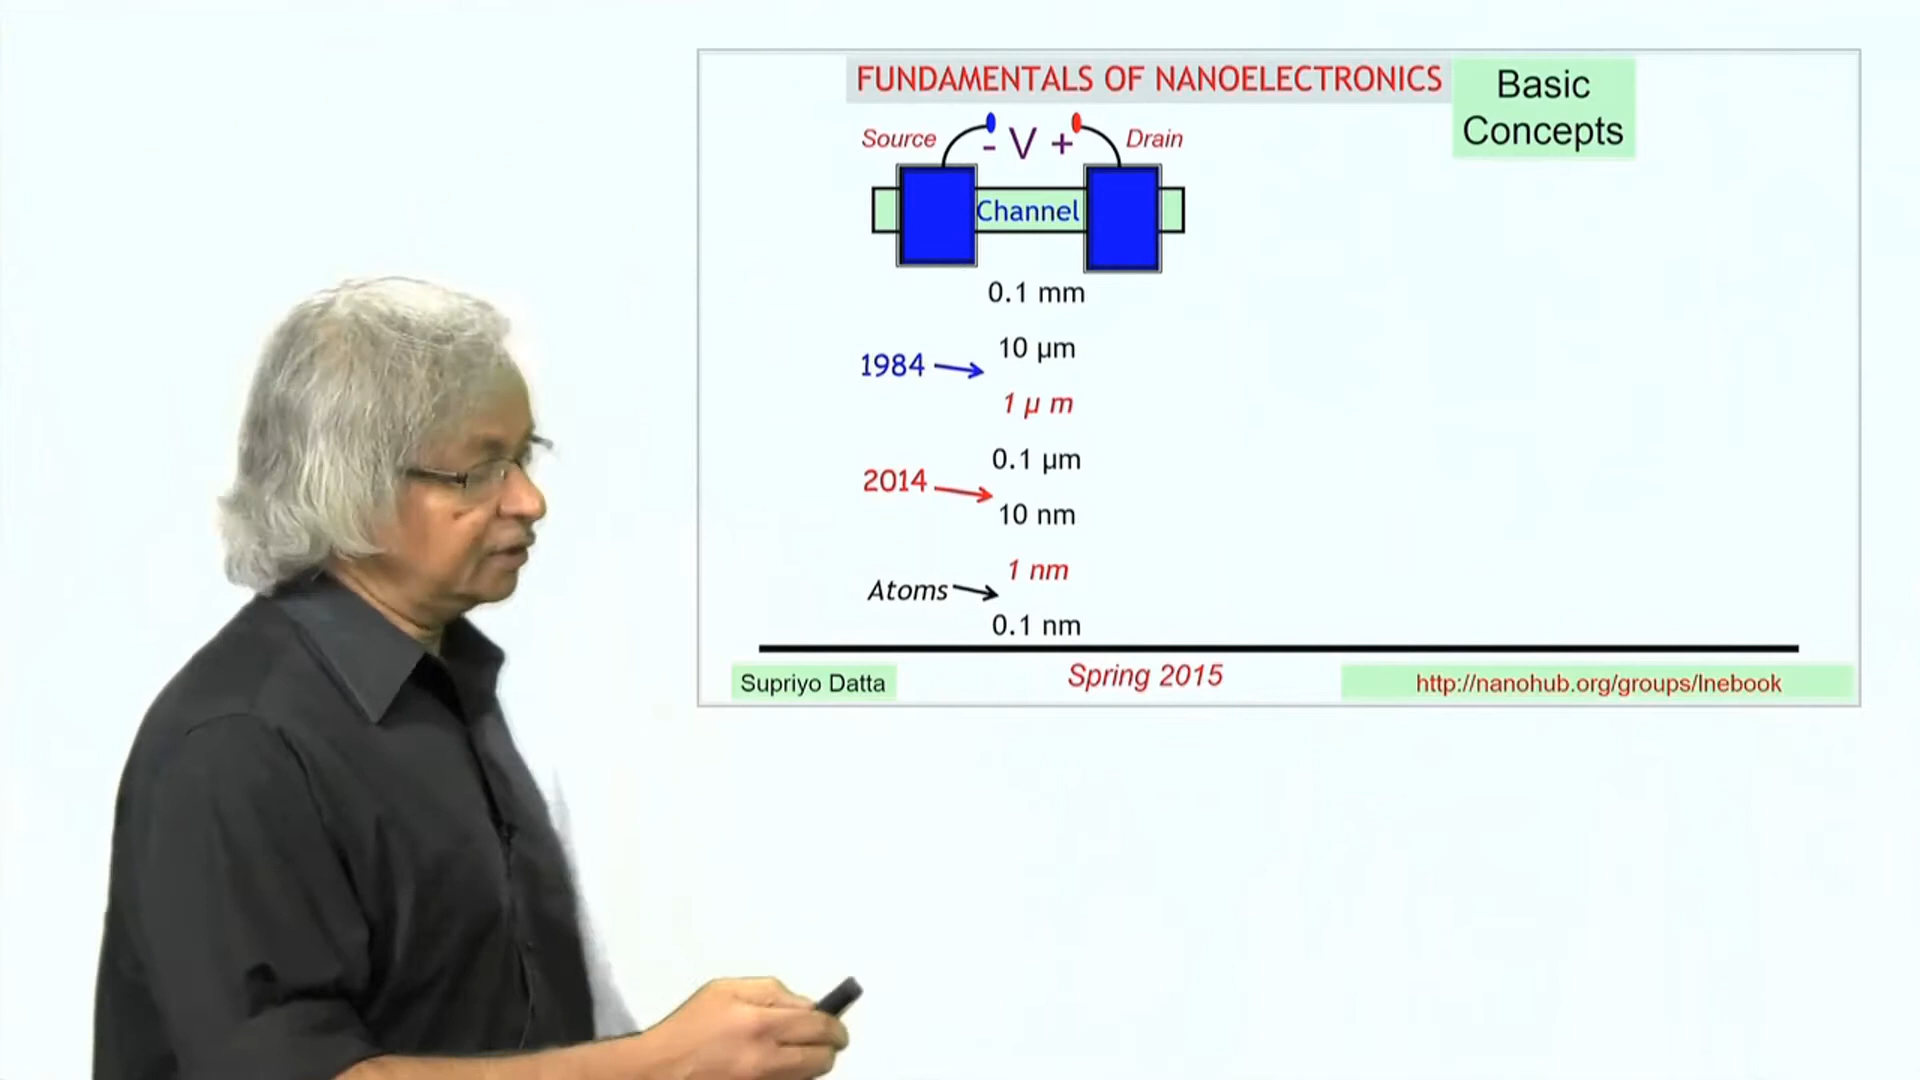 FUNDAMENTALS OF NANOELECTRONICS
Basic
Concepts
Source
- V +
Drain
Channel
0.1 mm
10 µm
1984
1 µ m
0.1 µm
2014
10 nm
1 nm
Atoms
0.1 nm
Supriyo Datta
Spring 2015
http://nanohub.org/groups/lnebook